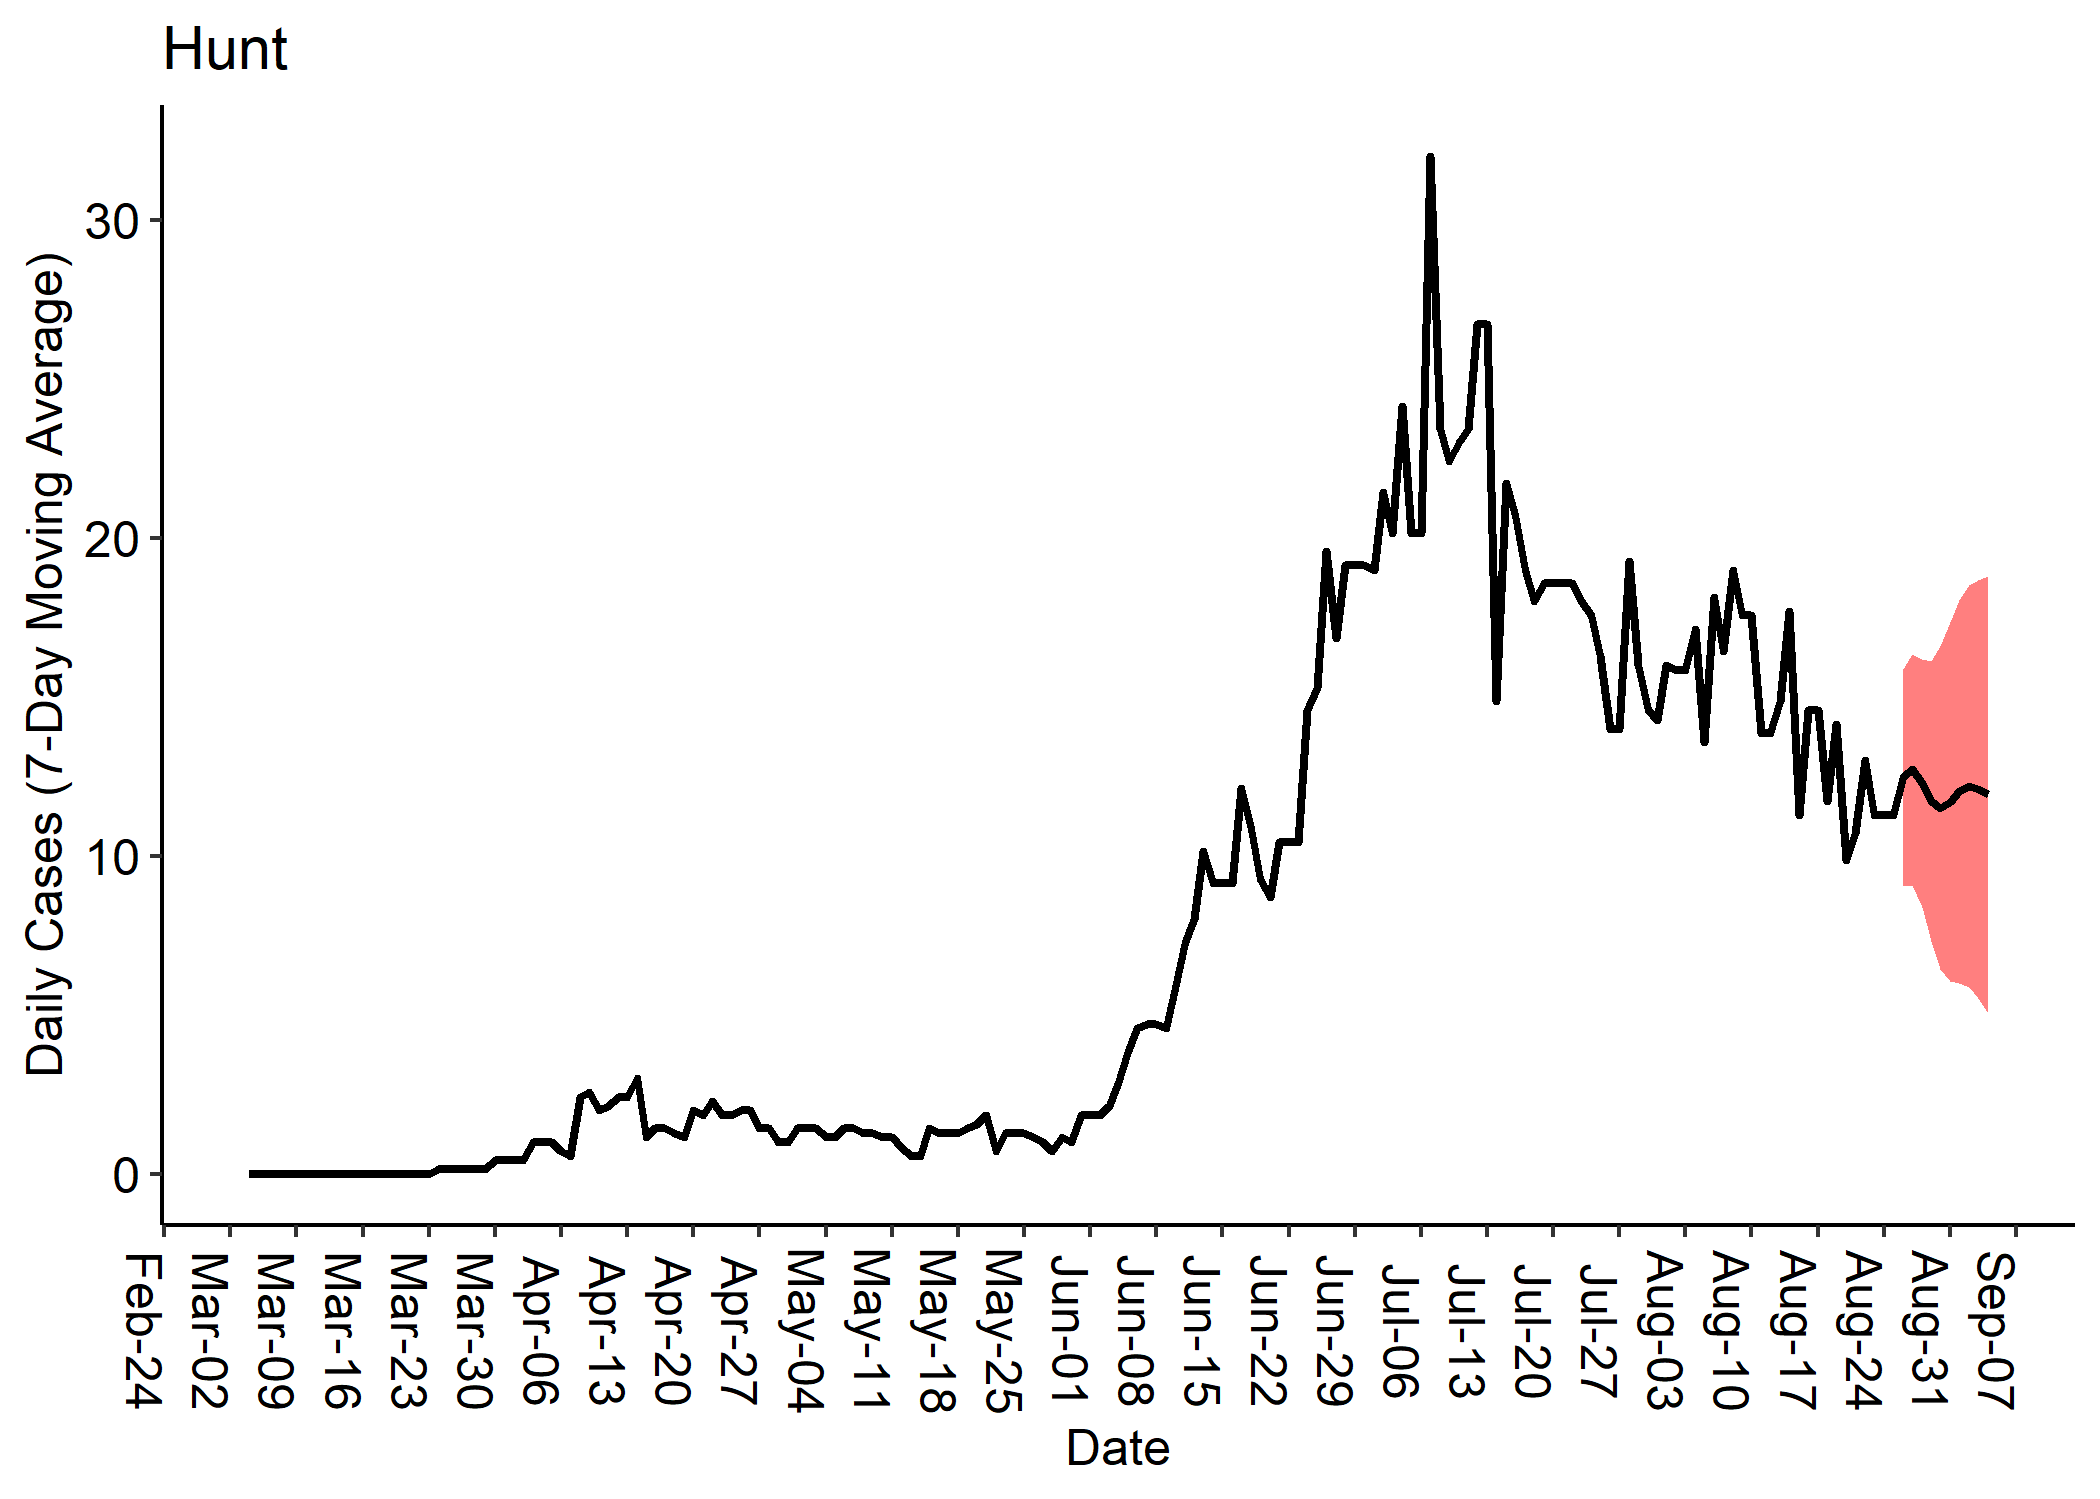 Hunt
Daily Cases (7-Day Moving Average)
30
20
10
0
Feb-24
Mar-02
Mar-09
Mar-16
Mar-23
Mar-30
Apr-06
Apr-13
Apr-20
Apr-27
May-04
May-11
May-18
May-25
Jun-01
Jun-08
Jun-15
Jun-22
Jun-29
Jul-06
Jul-13
Jul-20
Jul-27
Aug-03
Aug-10
Aug-17
Aug-24
Aug-31
Sep-07
Date